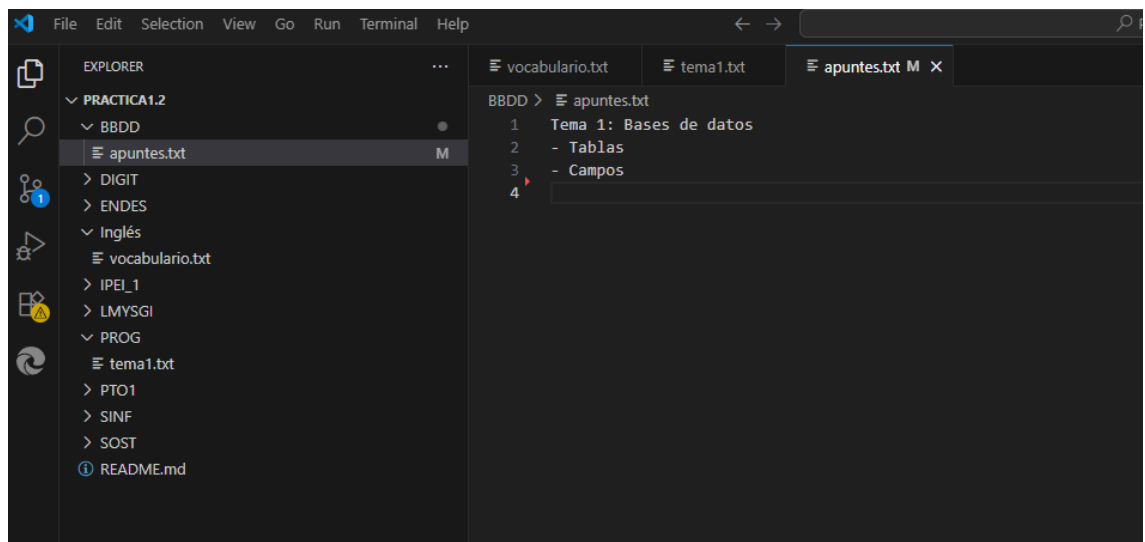 File Edit Selection View Go Run Terminal Help
EXPLORER
PRACTICA1.2
BBDD
apuntes.txt M
DIGIT
ENDES
Inglés
vocabulario.txt
IPEI_1
LMYSGI
PROG
tema1.txt
PTO1
SINF
SOST
README.md
1
vocabulario.txt tema1.txt apuntes.txt M
BBDD > apuntes.txt
1 Tema 1: Bases de datos
2 - Tablas
3 - Campos
4